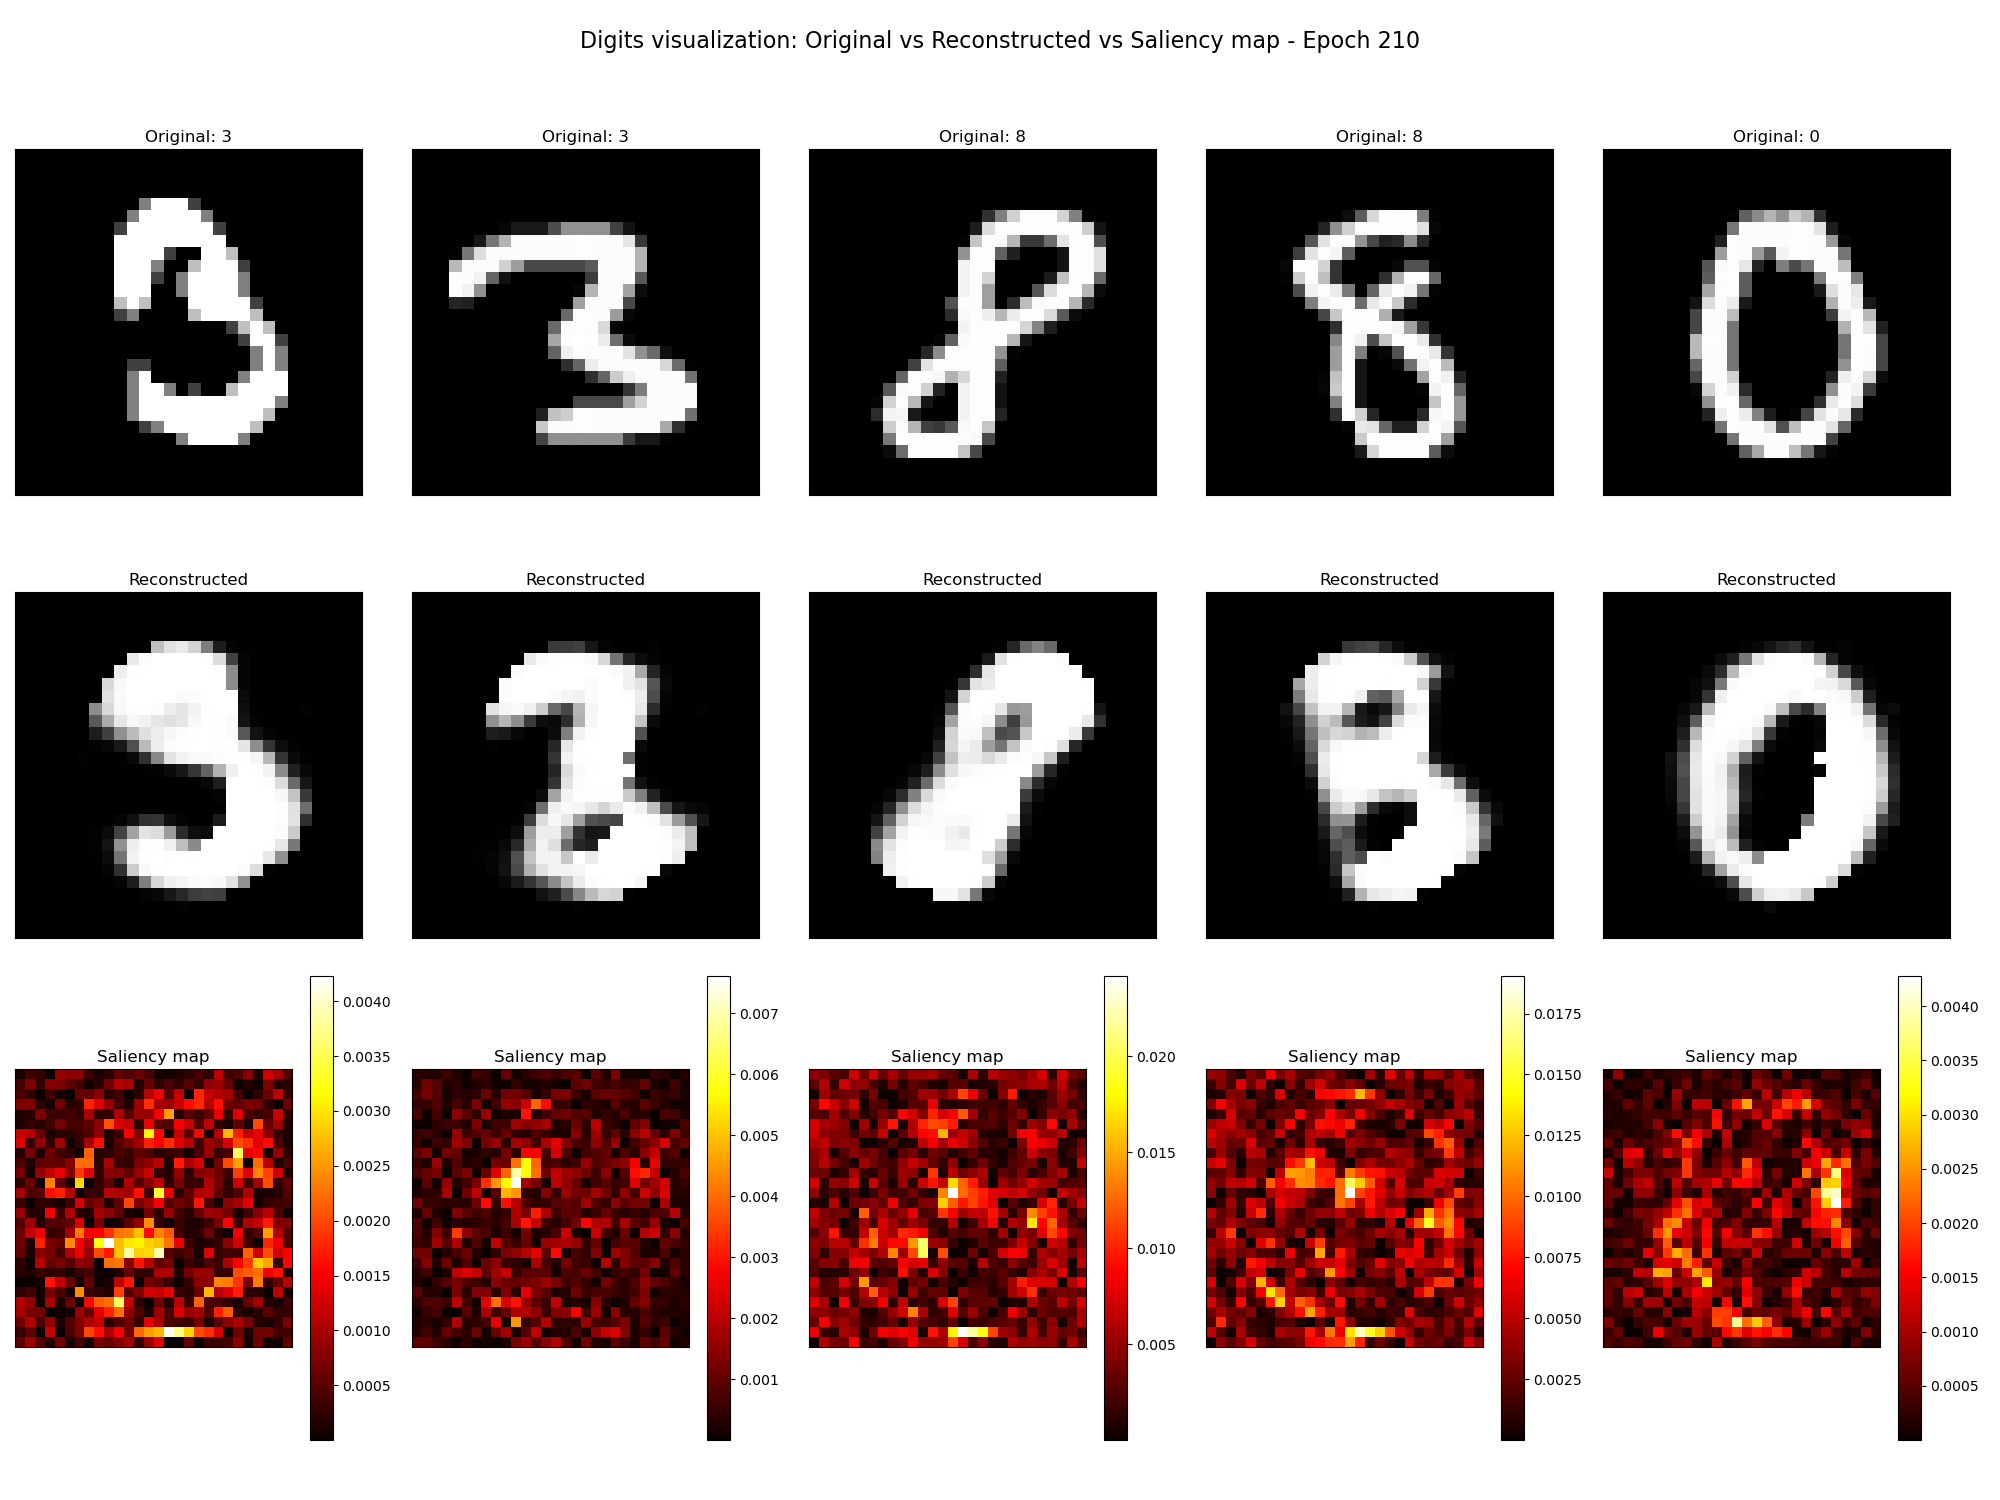 Digits visualization: Original vs Reconstructed vs Saliency map - Epoch 210
Original: 3
Original: 3
Original: 8
Original: 8
Original: 0
Reconstructed
Reconstructed
Reconstructed
Reconstructed
Reconstructed
Saliency map
0.0040
0.0035
0.0030
0.0025
0.0020
0.0015
0.0010
0.0005
Saliency map
0.007
0.006
0.005
0.004
0.003
0.002
0.001
Saliency map
0.020
0.015
0.010
0.005
Saliency map
0.0175
0.0150
0.0125
0.0100
0.0075
0.0050
0.0025
Saliency map
0.0040
0.0035
0.0030
0.0025
0.0020
0.0015
0.0010
0.0005